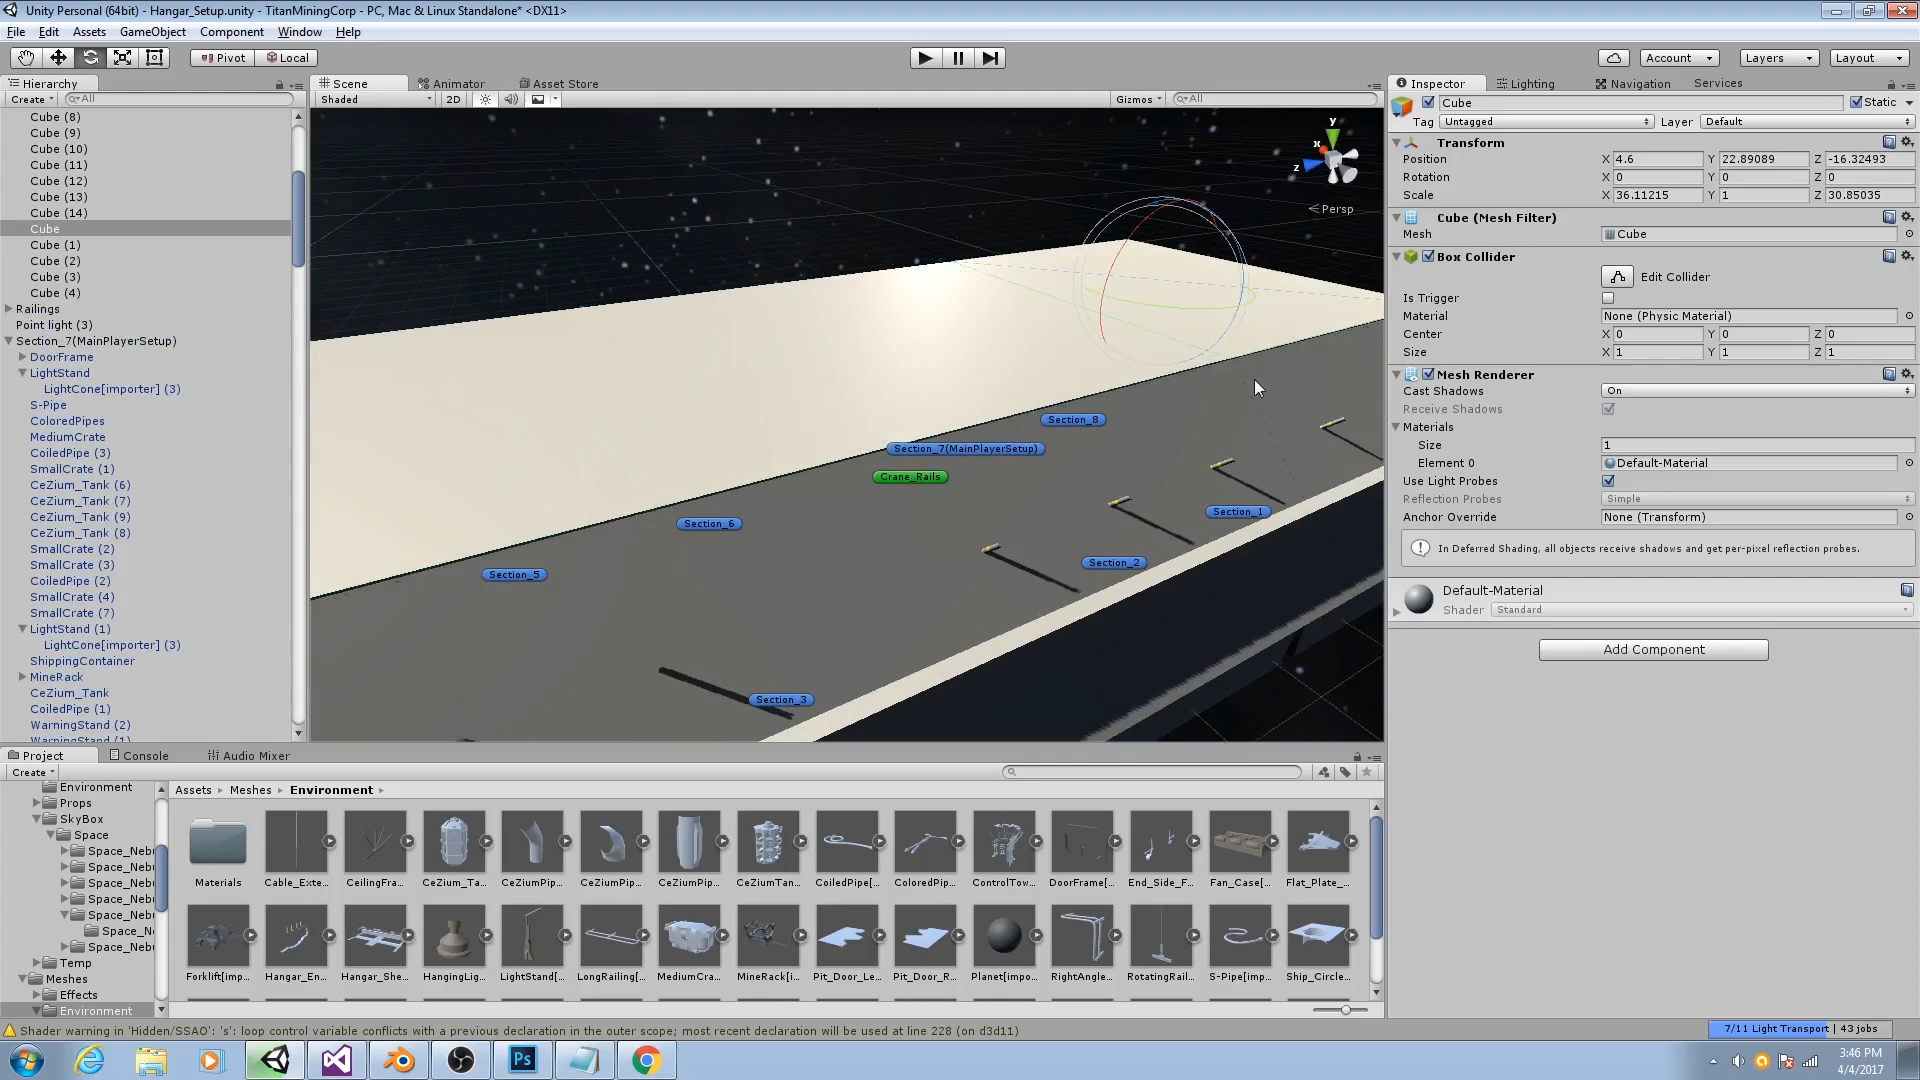 Unity Personal (64bit) - Hangar_Setup.unity - TitanMiningCorp - PC, Mac & Linux Standalone* <DX11>
File Edit Assets GameObject Component Window Help
Pivot Local Account Layers Layout
Hierarchy
Create All
Cube (8)
Cube (9)
Cube (10)
Cube (11)
Cube (12)
Cube (13)
Cube (14)
Cube
Cube (1)
Cube (2)
Cube (3)
Cube (4)
Railings
Point light (3)
Section_7(MainPlayerSetup)
DoorFrame
LightStand
LightCone[importer] (3)
S-Pipe
ColoredPipes
MediumCrate
CoiledPipe (3)
SmallCrate (1)
CeZium_Tank (6)
CeZium_Tank (7)
CeZium_Tank (9)
CeZium_Tank (8)
SmallCrate (2)
SmallCrate (3)
CoiledPipe (2)
SmallCrate (4)
SmallCrate (7)
LightStand (1)
LightCone[importer] (3)
ShippingContainer
MineRack
CeZium_Tank
CoiledPipe (1)
WarningStand (2)
WarningStand (1)
Scene Animator Asset Store
Shaded 2D Gizmos All
y
x
z
Persp
Section_8
Section_7(MainPlayerSetup)
Crane_Rails
Section_6
Section_1
Section_2
Section_5
Section_3
Inspector Lighting Navigation Services
Cube Static
Tag Untagged Layer Default
Transform
Position X 4.6 Y 22.89089 Z -16.32493
Rotation X 0 Y 0 Z 0
Scale X 36.11215 Y 1 Z 30.85035
Cube (Mesh Filter)
Mesh Cube
Box Collider
Edit Collider
Is Trigger
Material None (Physic Material)
Center X 0 Y 0 Z 0
Size X 1 Y 1 Z 1
Mesh Renderer
Cast Shadows On
Receive Shadows
Materials
Size 1
Element 0 Default-Material
Use Light Probes
Reflection Probes Simple
Anchor Override None (Transform)
In Deferred Shading, all objects receive shadows and get per-pixel reflection probes.
Default-Material
Shader Standard
Add Component
Project Console Audio Mixer
Create
Environment
Props
SkyBox
Space
Space_Nebu
Space_Nebu
Space_Nebu
Space_Nebu
Space_Nebu
Space_N
Space_Nebu
Temp
Meshes
Effects
Environment
Assets Meshes Environment
Materials Cable_Exte... CeilingFra... CeZium_Ta... CeZiumPip... CeZiumPip... CeZiumPip... CeZiumTan... CoiledPipe[... ColoredPip... ControlTow... DoorFrame[... End_Side_F... Fan_Case[... Flat_Plate_...
Forklift[imp... Hangar_En... Hangar_She... HangingLig... LightStand[... LongRailing[... MediumCra... MineRack[i... Pit_Door_Le... Pit_Door_R... Planet[impo... RightAngle... RotatingRail... S-Pipe[imp... Ship_Circle...
Shader warning in 'Hidden/SSAO': 's': loop control variable conflicts with a previous declaration in the outer scope; most recent declaration will be used at line 228 (on d3d11)
7/11 Light Transport | 43 jobs
Ps
3:46 PM
4/4/2017